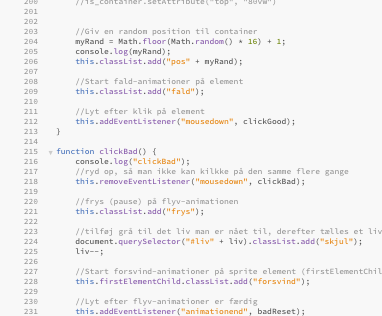 200 //is_container.setAttribute("top", "80vw")
201
202
203 //Giv en random position til container
204 myRand = Math.floor(Math.random() * 16) + 1;
205 console.log(myRand);
206 this.classList.add("pos" + myRand);
207
208 //Start fald-animationer på element
209 this.classList.add("fald");
210
211 //Lyt efter klik på element
212 this.addEventListener("mousedown", clickGood);
213 }
214
215 function clickBad() {
216 console.log("clickBad");
217 //ryd op, så man ikke kan kilkke på den samme flere gange
218 this.removeEventListener("mousedown", clickBad);
219
220 //frys (pause) på flyv-animationen
221 this.classList.add("frys");
222
223 //tilføj grå til det liv man er nået til, derefter tælles et liv
224 document.querySelector("#liv" + liv).classList.add("skjul");
225 liv--;
226
227 //Start forsvind-animationer på sprite element (firstElementChil
228 this.firstElementChild.classList.add("forsvind");
229
230 //Lyt efter flyv-animationer er færdig
231 this.addEventListener("animationend", badReset);